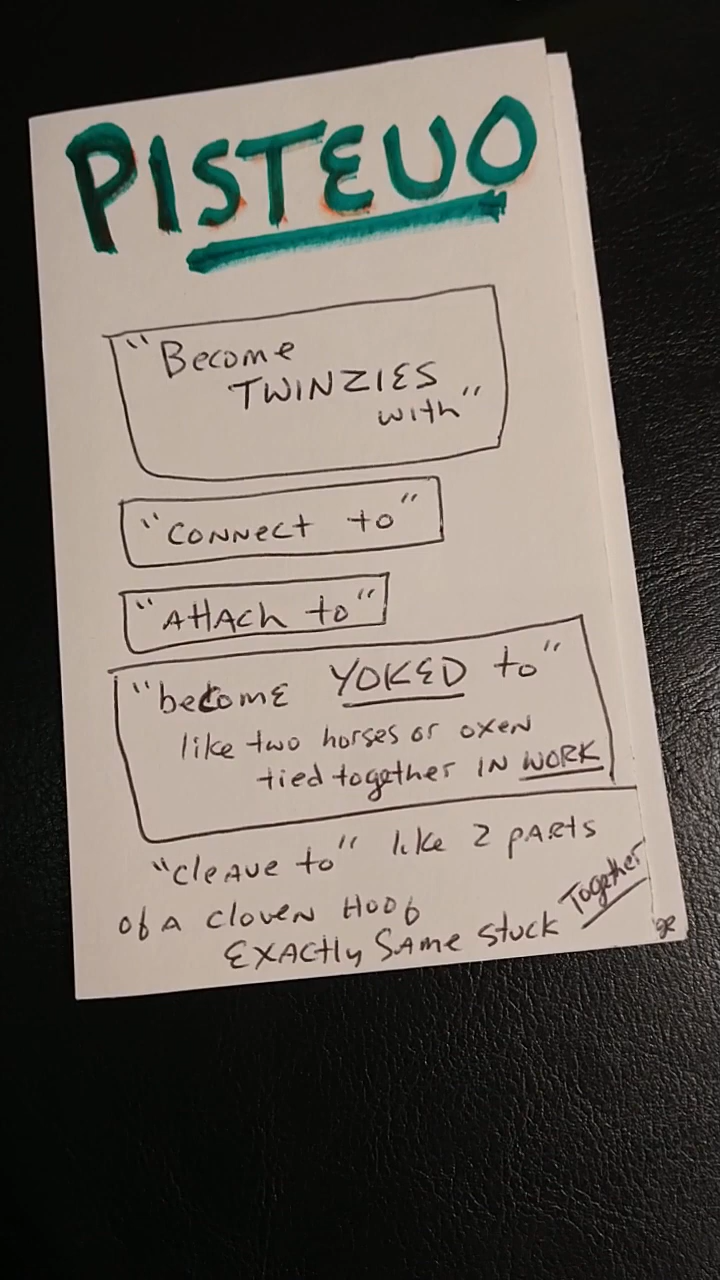 PISTEUO
"Become
TWINZIES
with"
"CONNECT to"
"Attach to"
"become YOKED to"
like two horses or oxen
tied together IN WORK
"cleave to" like 2 parts
of a cloven Hoof
EXACtly SAme stuck Together
JR